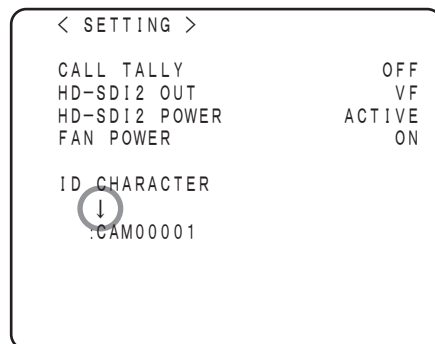 < SETTING >
CALL TALLY OFF
HD-SDI2 OUT VF
HD-SDI2 POWER ACTIVE
FAN POWER ON
ID CHARACTER
↓
:CAM00001